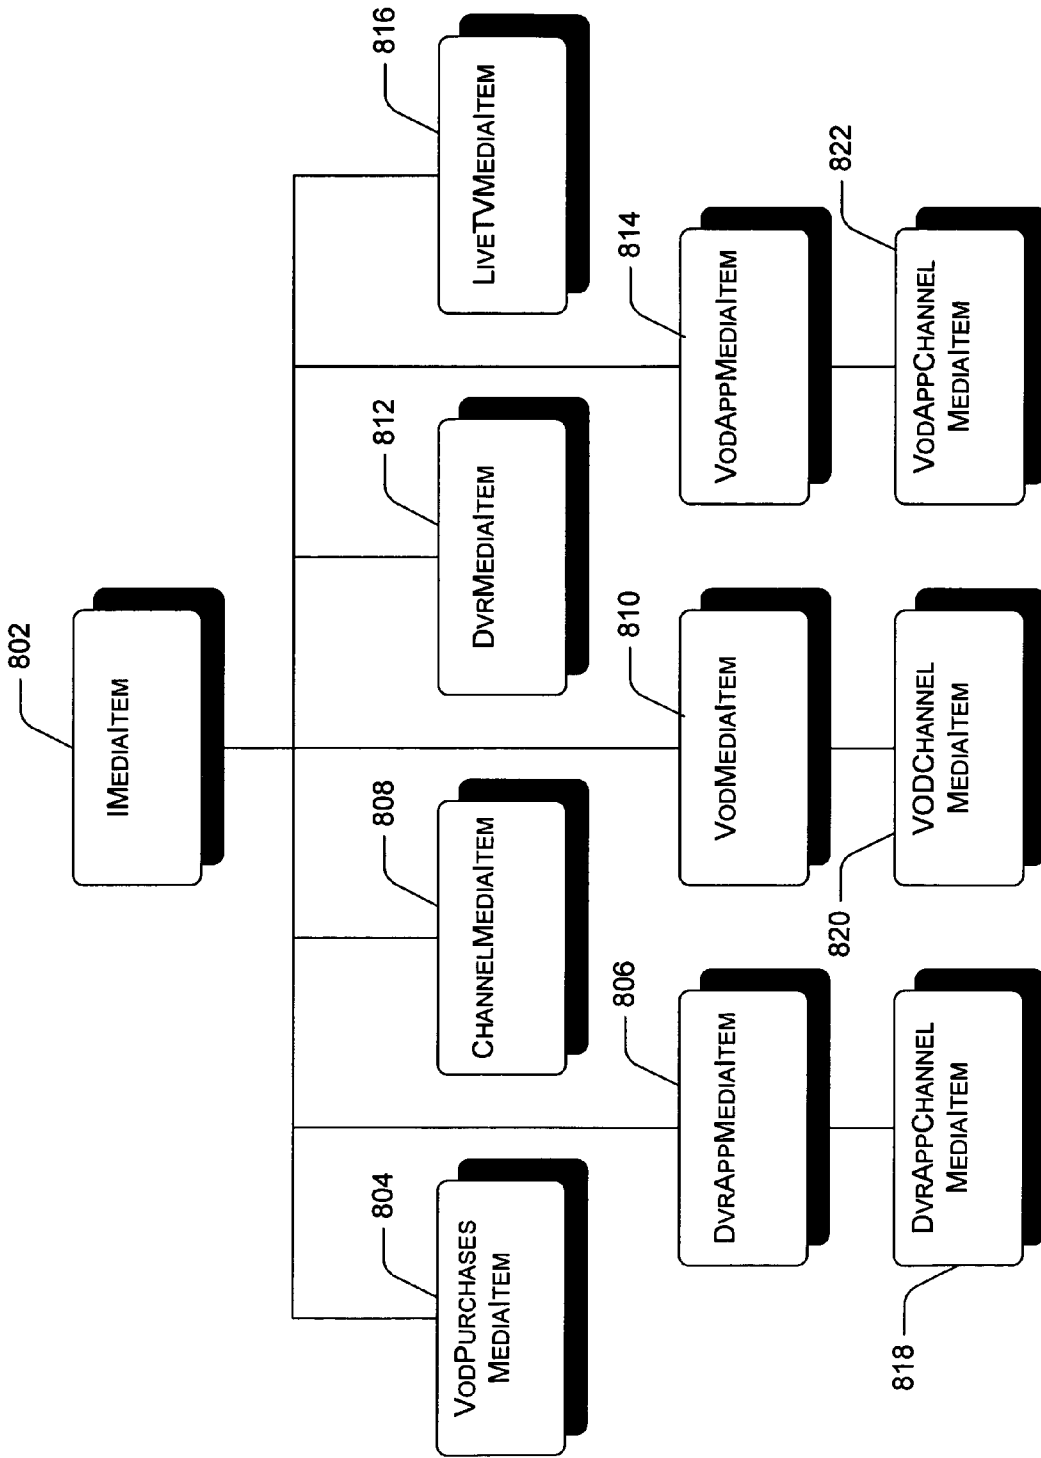 802
IMEDIAITEM
804
VODPURCHASES
MEDIAITEM
808
CHANNELMEDIAITEM
812
DVRMEDIAITEM
816
LIVETVMEDIAITEM
806
DVRAPPMEDIAITEM
810
VODMEDIAITEM
814
VODAPPMEDIAITEM
818
DVRAPPCHANNEL
MEDIAITEM
820
VODCHANNEL
MEDIAITEM
822
VODAPPCHANNEL
MEDIAITEM